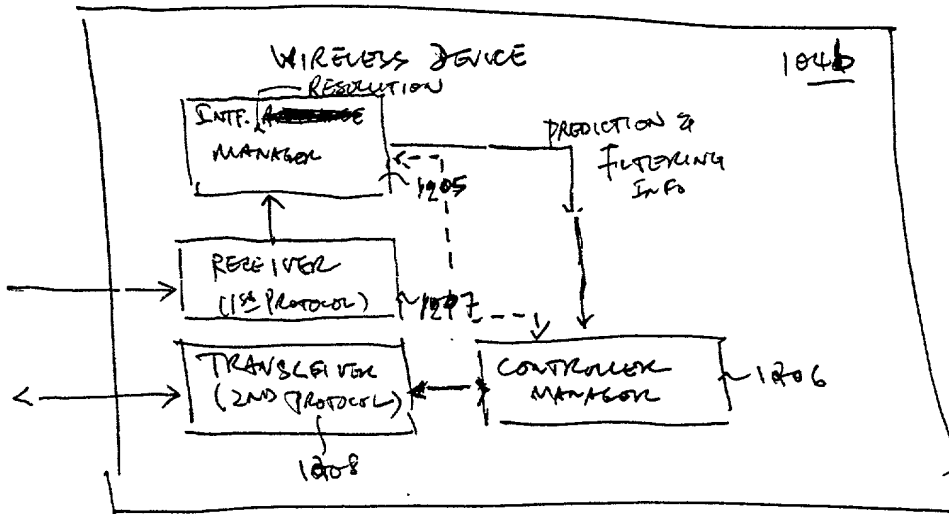 WIRELESS DEVICE
104b
RESOLUTION
INTF.
MANAGER
PREDICTION &
FILTERING
INFO
1205
RECEIVER
(1st PROTOCOL)
1207
TRANSCEIVER
(2ND PROTOCOL)
1208
CONTROLLER
MANAGER
1206